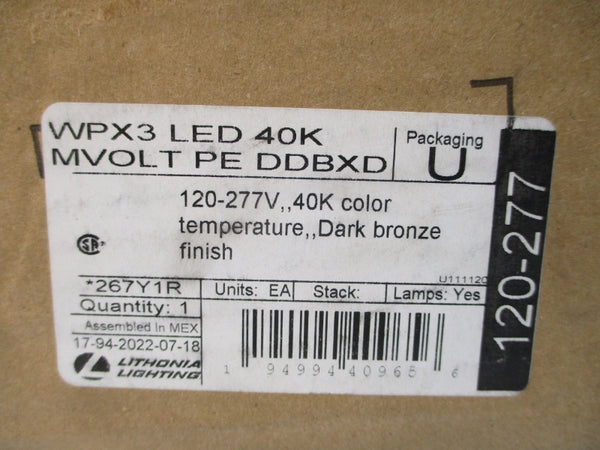 WPX3 LED 40K
MVOLT PE DDBXD
Packaging
U
120-277V,,40K color
temperature,,Dark bronze
finish
U111120
*267Y1R
Units: EA
Stack:
Lamps: Yes
Quantity: 1
Assembled In MEX
17-94-2022-07-18
LITHONIA
LIGHTING
1 94994 40965 6
120-277